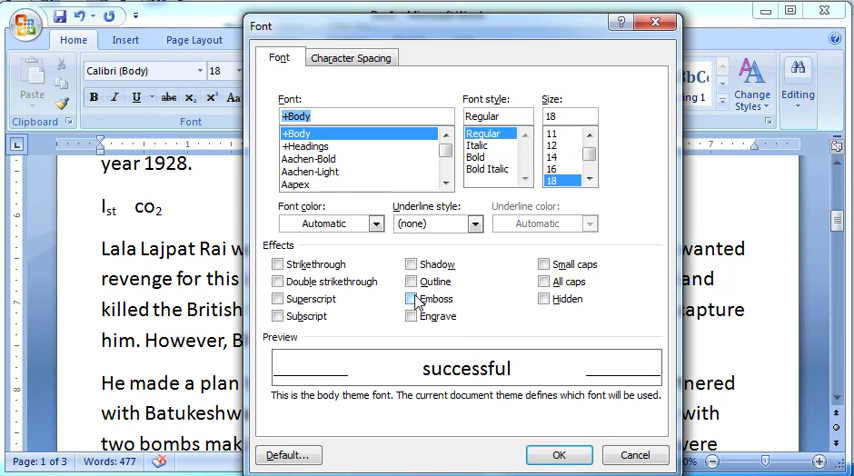 Font
Home Insert Page Layout
Font Character Spacing
Calibri (Body) 18
Paste
B I U abc X₂ X² Aa
Clipboard
Change
Styles
Editing
Font: Font style: Size:
+Body Regular 18
+Body Regular 11
+Headings Italic 12
Aachen-Bold Bold 14
Aachen-Light Bold Italic 16
Aapex 18
Font color: Underline style: Underline color:
Automatic (none) Automatic
Effects
Strikethrough Shadow Small caps
Double strikethrough Outline All caps
Superscript Emboss Hidden
Subscript Engrave
Preview
successful
This is the body theme font. The current document theme defines which font will be used.
Default... OK Cancel
year 1928.
Ist co2
Lala Lajpat Rai w wanted
revenge for this and
killed the British capture
him. However, B
He made a plan nered
with Batukeshw with
two bombs mak ere
Page: 1 of 3 Words: 477